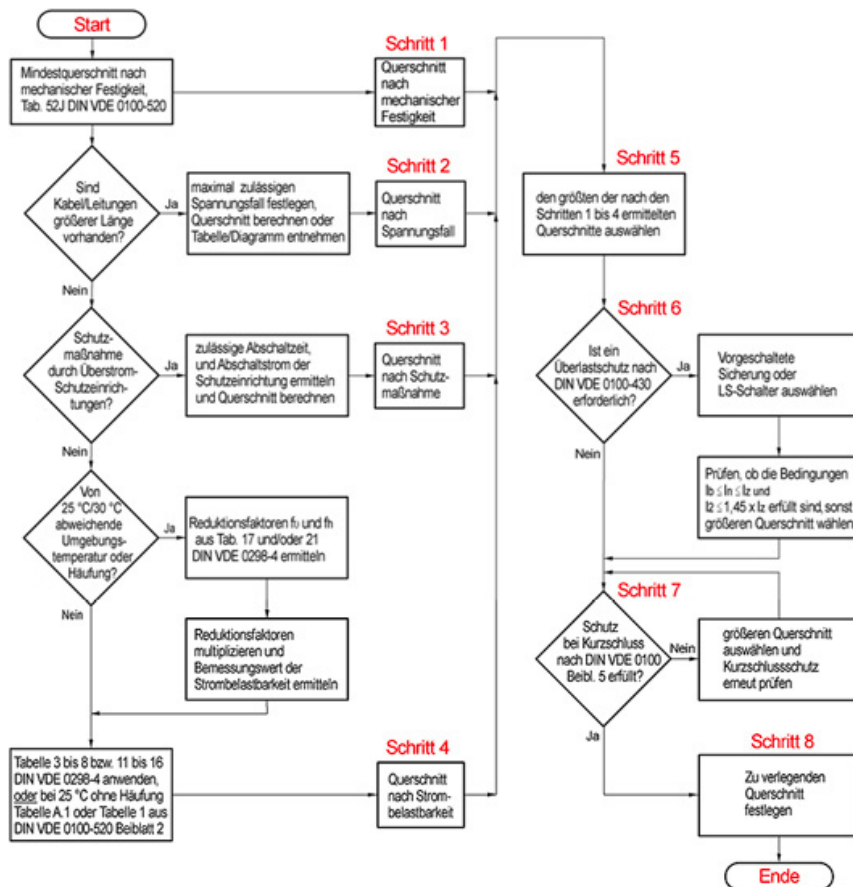 Start
Mindestquerschnitt nach
mechanischer Festigkeit,
Tab. 52J DIN VDE 0100-520
Schritt 1
Querschnitt
nach
mechanischer
Festigkeit
Sind
Kabel/Leitungen
größerer Länge
vorhanden?
Ja
maximal zulässigen
Spannungsfall festlegen,
Querschnitt berechnen oder
Tabelle/Diagramm entnehmen
Schritt 2
Querschnitt
nach
Spannungsfall
Nein
Schutz-
maßnahme
durch Überstrom-
Schutzeinrich-
tungen?
Ja
zulässige Abschaltzeit,
und Abschaltstrom der
Schutzeinrichtung ermitteln
und Querschnitt berechnen
Schritt 3
Querschnitt
nach Schutz-
maßnahme
Nein
Von
25 °C/30 °C
abweichende
Umgebungs-
temperatur oder
Häufung?
Ja
Reduktionsfaktoren fυ und fh
aus Tab. 17 und/oder 21
DIN VDE 0298-4 ermitteln
Nein
Reduktionsfaktoren
multiplizieren und
Bemessungswert der
Strombelastbarkeit ermitteln
Tabelle 3 bis 8 bzw. 11 bis 16
DIN VDE 0298-4 anwenden,
oder bei 25 °C ohne Häufung
Tabelle A.1 oder Tabelle 1 aus
DIN VDE 0100-520 Beiblatt 2
Schritt 4
Querschnitt
nach Strom-
belastbarkeit
Schritt 5
den größten der nach den
Schritten 1 bis 4 ermittelten
Querschnitte auswählen
Schritt 6
Ist ein
Überlastschutz nach
DIN VDE 0100-430
erforderlich?
Ja
Vorgeschaltete
Sicherung oder
LS-Schalter auswählen
Nein
Prüfen, ob die Bedingungen
Ib ≤ In ≤ Iz und
I2 ≤ 1,45 x Iz erfüllt sind, sonst
größeren Querschnitt wählen
Schritt 7
Schutz
bei Kurzschluss
nach DIN VDE 0100
Beibl. 5 erfüllt?
Nein
größeren Querschnitt
auswählen und
Kurzschlussschutz
erneut prüfen
Ja
Schritt 8
Zu verlegenden
Querschnitt
festlegen
Ende